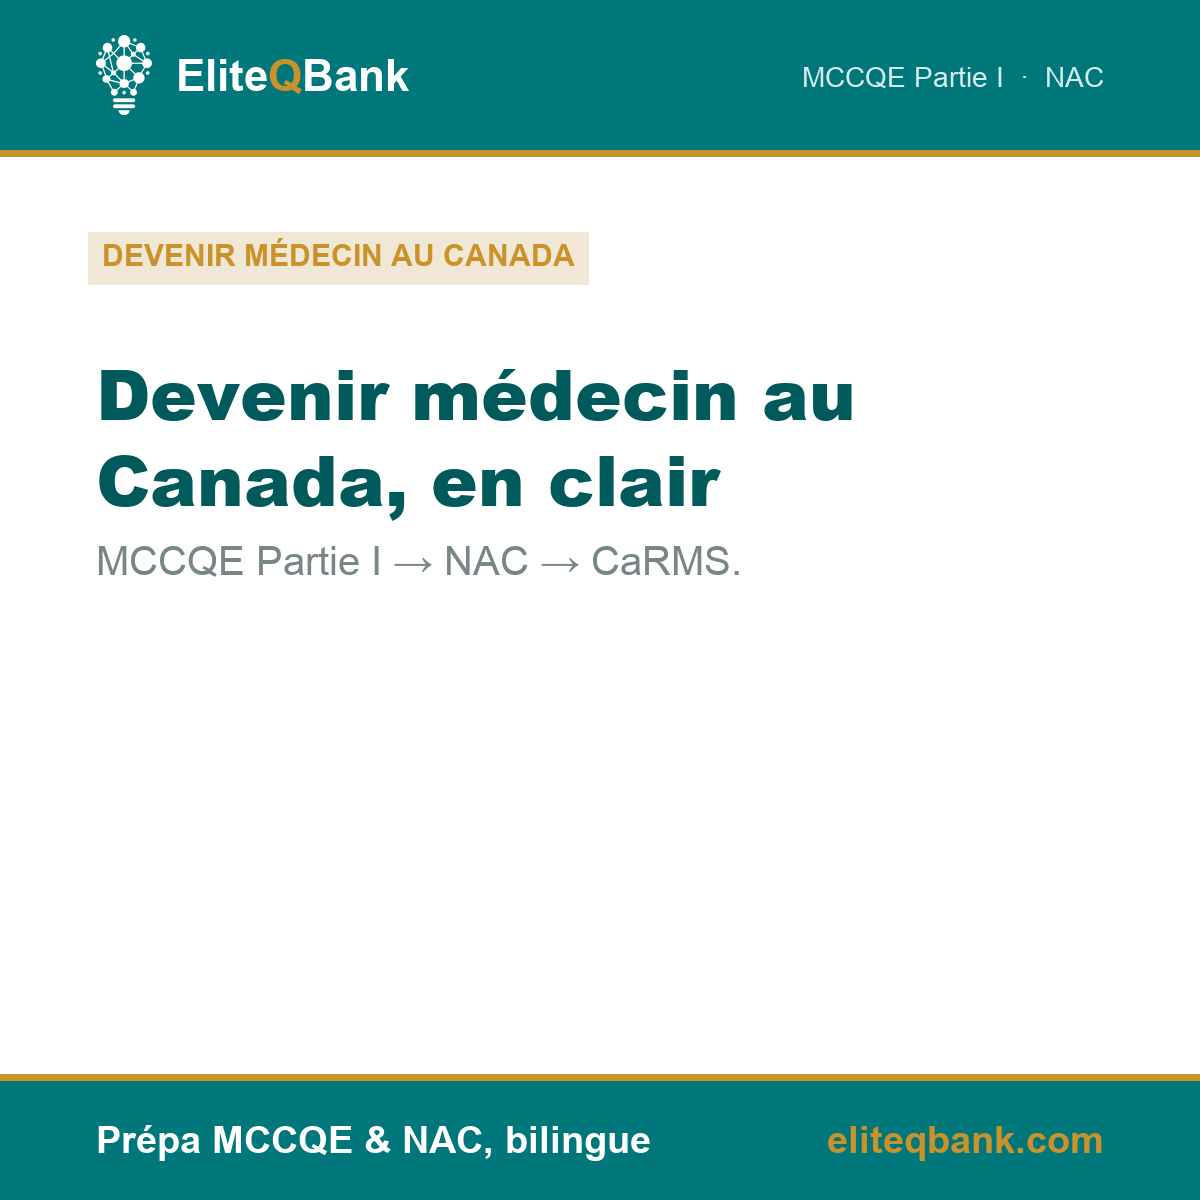 EliteQBank
MCCQE Partie I · NAC
DEVENIR MÉDECIN AU CANADA
Devenir médecin au
Canada, en clair
MCCQE Partie I → NAC → CaRMS.
Prépa MCCQE & NAC, bilingue
eliteqbank.com